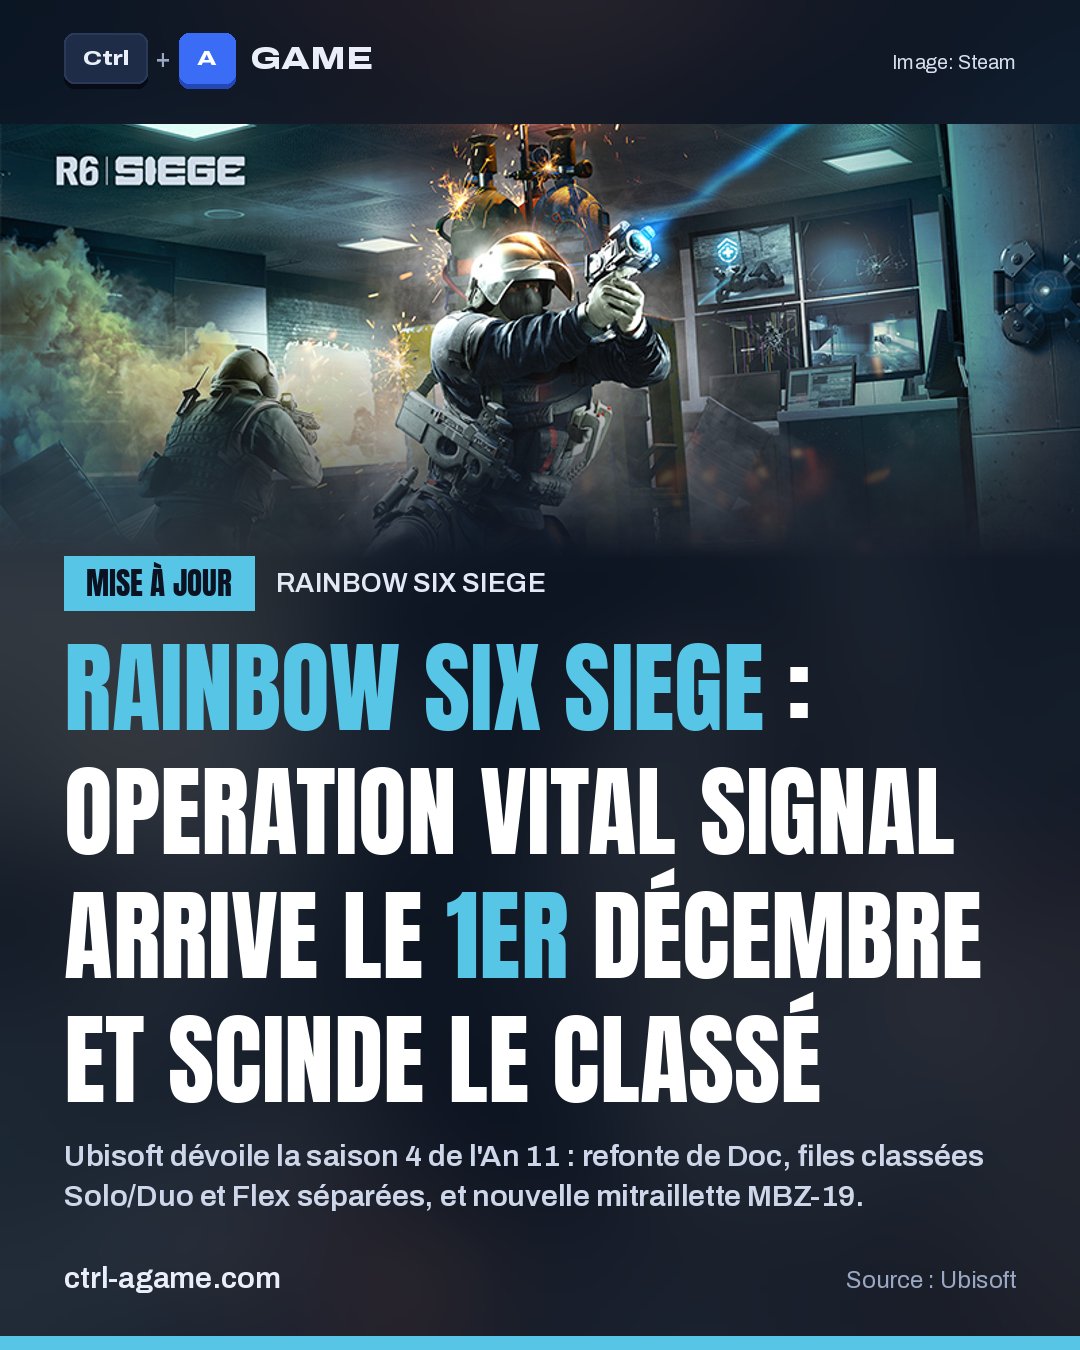 Ctrl + A GAME
Image: Steam
R6 | SIEGE
MISE À JOUR
RAINBOW SIX SIEGE
RAINBOW SIX SIEGE :
OPERATION VITAL SIGNAL
ARRIVE LE 1ER DÉCEMBRE
ET SCINDE LE CLASSÉ
Ubisoft dévoile la saison 4 de l'An 11 : refonte de Doc, files classées
Solo/Duo et Flex séparées, et nouvelle mitraillette MBZ-19.
ctrl-agame.com
Source : Ubisoft